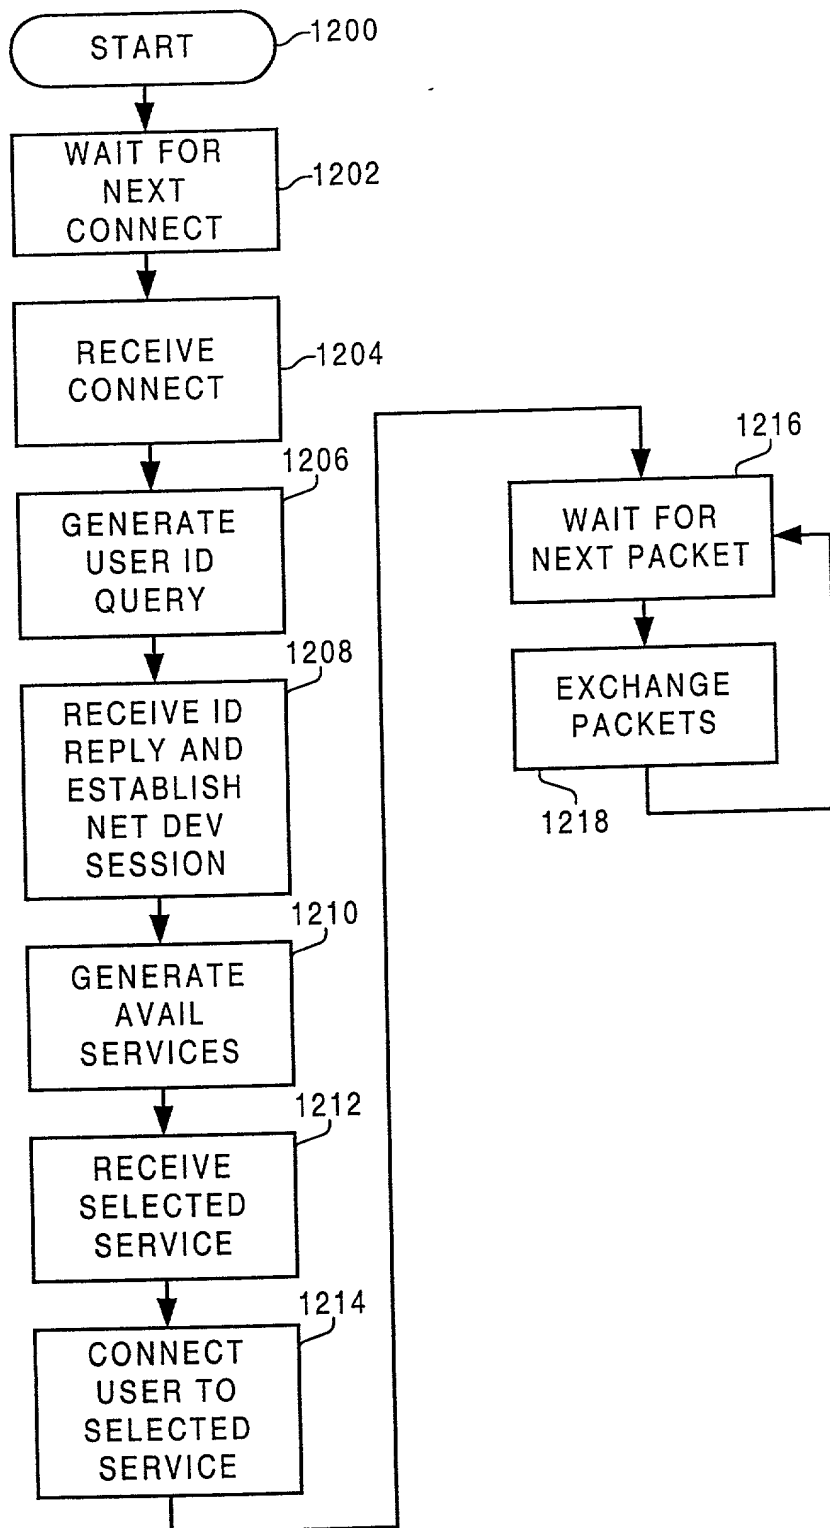 START
1200
WAIT FOR
NEXT
CONNECT
1202
RECEIVE
CONNECT
1204
1206
GENERATE
USER ID
QUERY
1208
RECEIVE ID
REPLY AND
ESTABLISH
NET DEV
SESSION
1210
GENERATE
AVAIL
SERVICES
1212
RECEIVE
SELECTED
SERVICE
1214
CONNECT
USER TO
SELECTED
SERVICE
1216
WAIT FOR
NEXT PACKET
EXCHANGE
PACKETS
1218